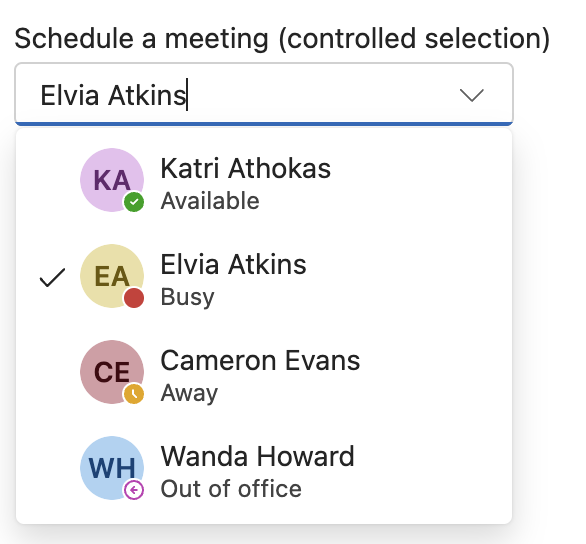 Schedule a meeting (controlled selection)
Elvia Atkins
KA
Katri Athokas
Available
EA
Elvia Atkins
Busy
CE
Cameron Evans
Away
WH
Wanda Howard
Out of office